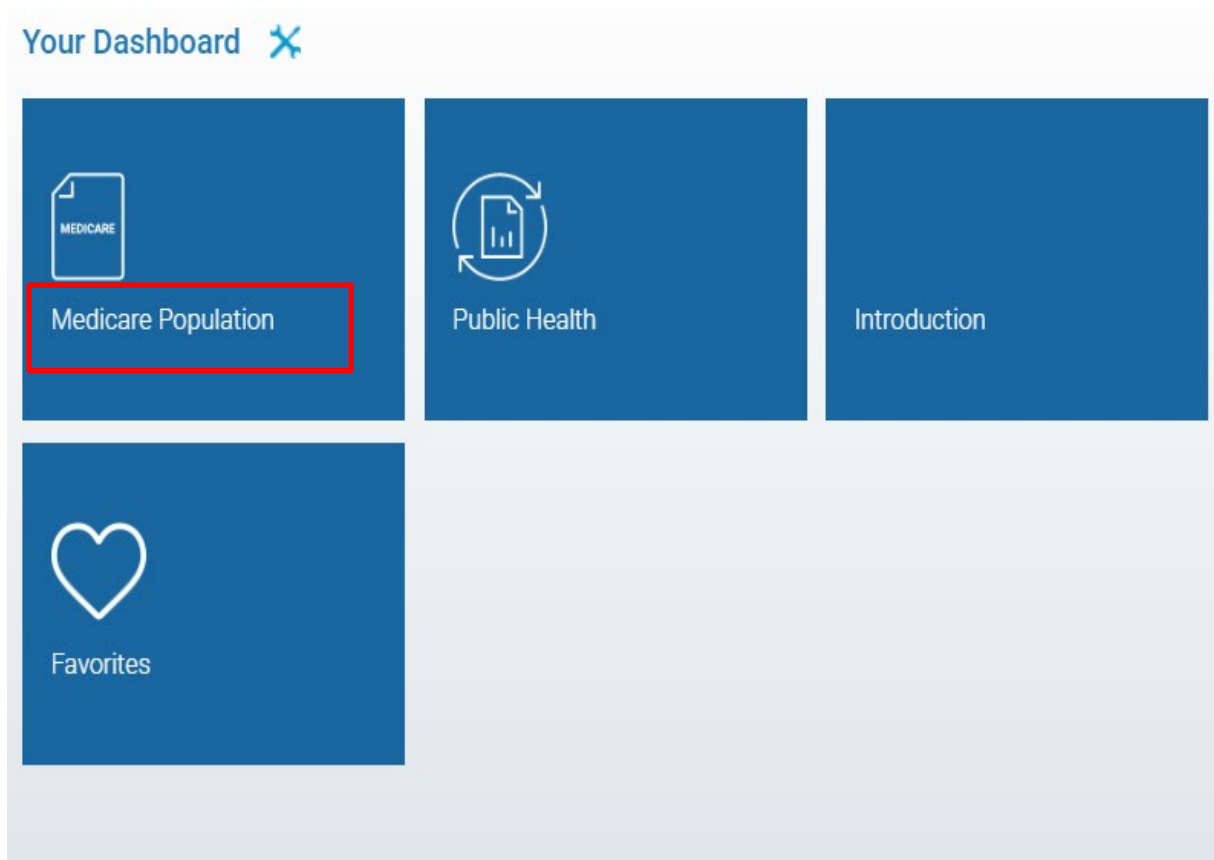 Your Dashboard
MEDICARE
Medicare Population
Public Health
Introduction
Favorites